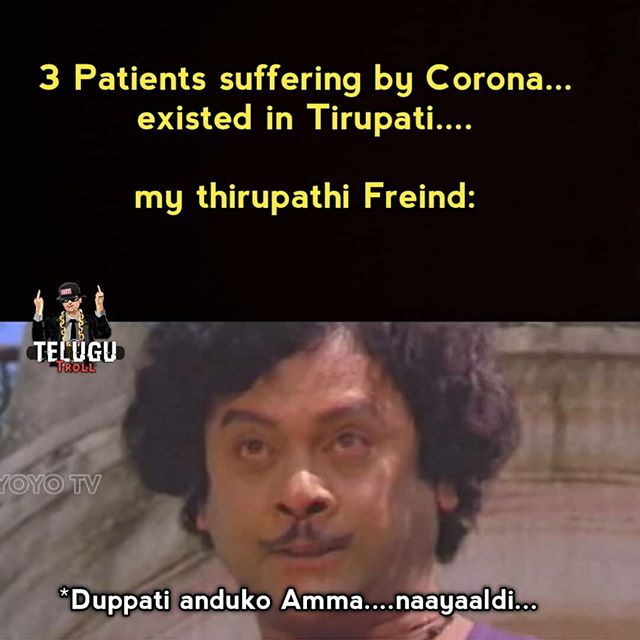 3 Patients suffering by Corona...
existed in Tirupati....
my thirupathi Freind:
TELUGU
TROLL
YOYO TV
*Duppati anduko Amma....naayaaldi...